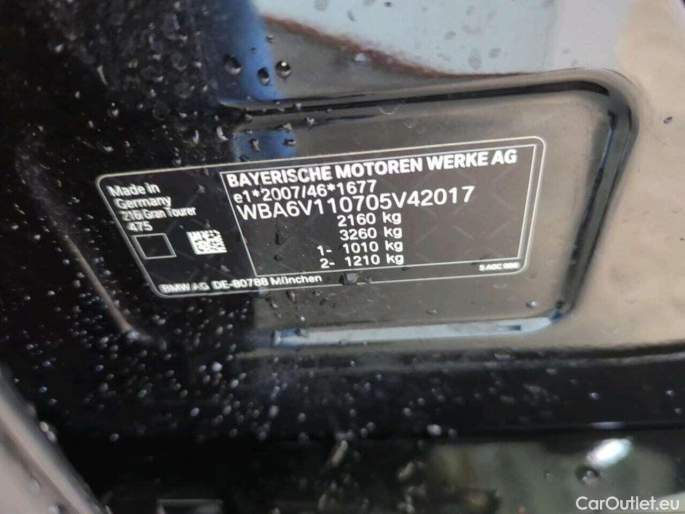 Made in
Germany
216 Gran Tourer
475
BAYERISCHE MOTOREN WERKE AG
e1*2007/46*1677
WBA6V110705V42017
2160 kg
3260 kg
1- 1010 kg
2- 1210 kg
BMW AG DE-80788 München
CarOutlet.eu